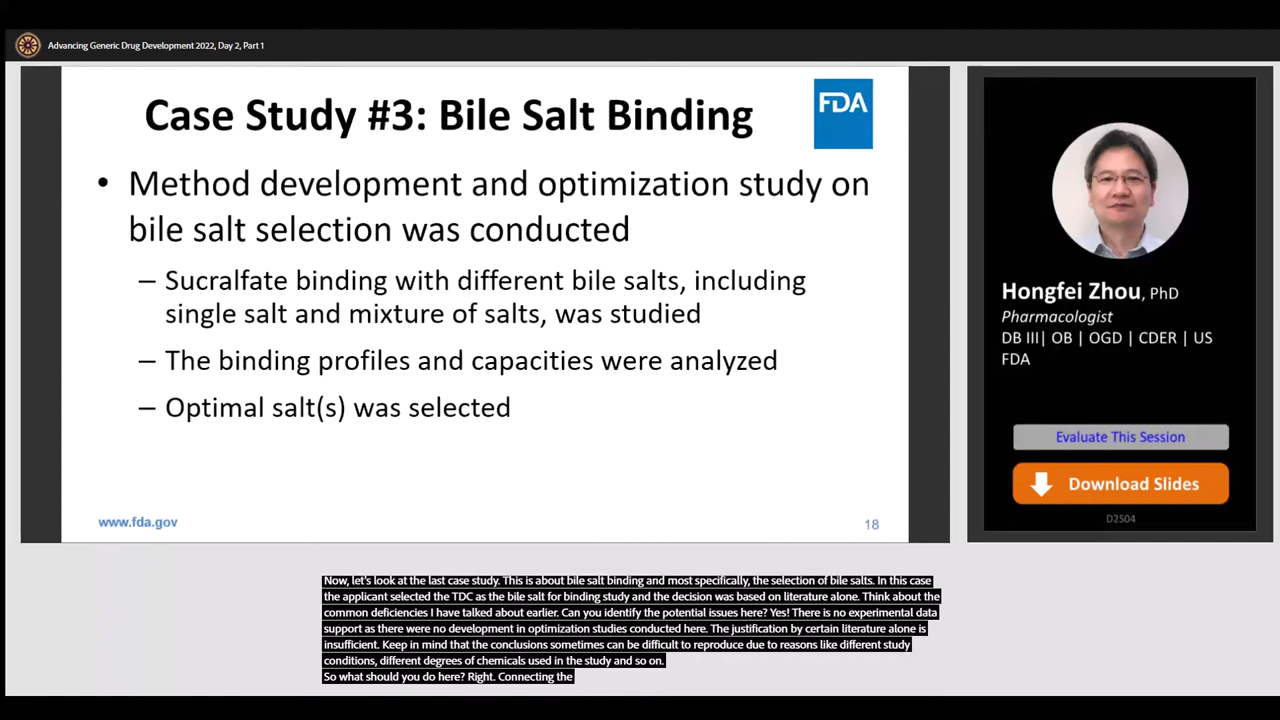 Advancing Generic Drug Development 2022, Day 2, Part 1
Case Study #3: Bile Salt Binding
FDA
• Method development and optimization study on
bile salt selection was conducted
– Sucralfate binding with different bile salts, including
single salt and mixture of salts, was studied
– The binding profiles and capacities were analyzed
– Optimal salt(s) was selected
www.fda.gov
18
Hongfei Zhou, PhD
Pharmacologist
DB III| OB | OGD | CDER | US
FDA
Evaluate This Session
Download Slides
D2504
Now, let's look at the last case study. This is about bile salt binding and most specifically, the selection of bile salts. In this case
the applicant selected the TDC as the bile salt for binding study and the decision was based on literature alone. Think about the
common deficiencies I have talked about earlier. Can you identify the potential issues here? Yes! There is no experimental data
support as there were no development in optimization studies conducted here. The justification by certain literature alone is
insufficient. Keep in mind that the conclusions sometimes can be difficult to reproduce due to reasons like different study
conditions, different degrees of chemicals used in the study and so on.
So what should you do here? Right. Connecting the